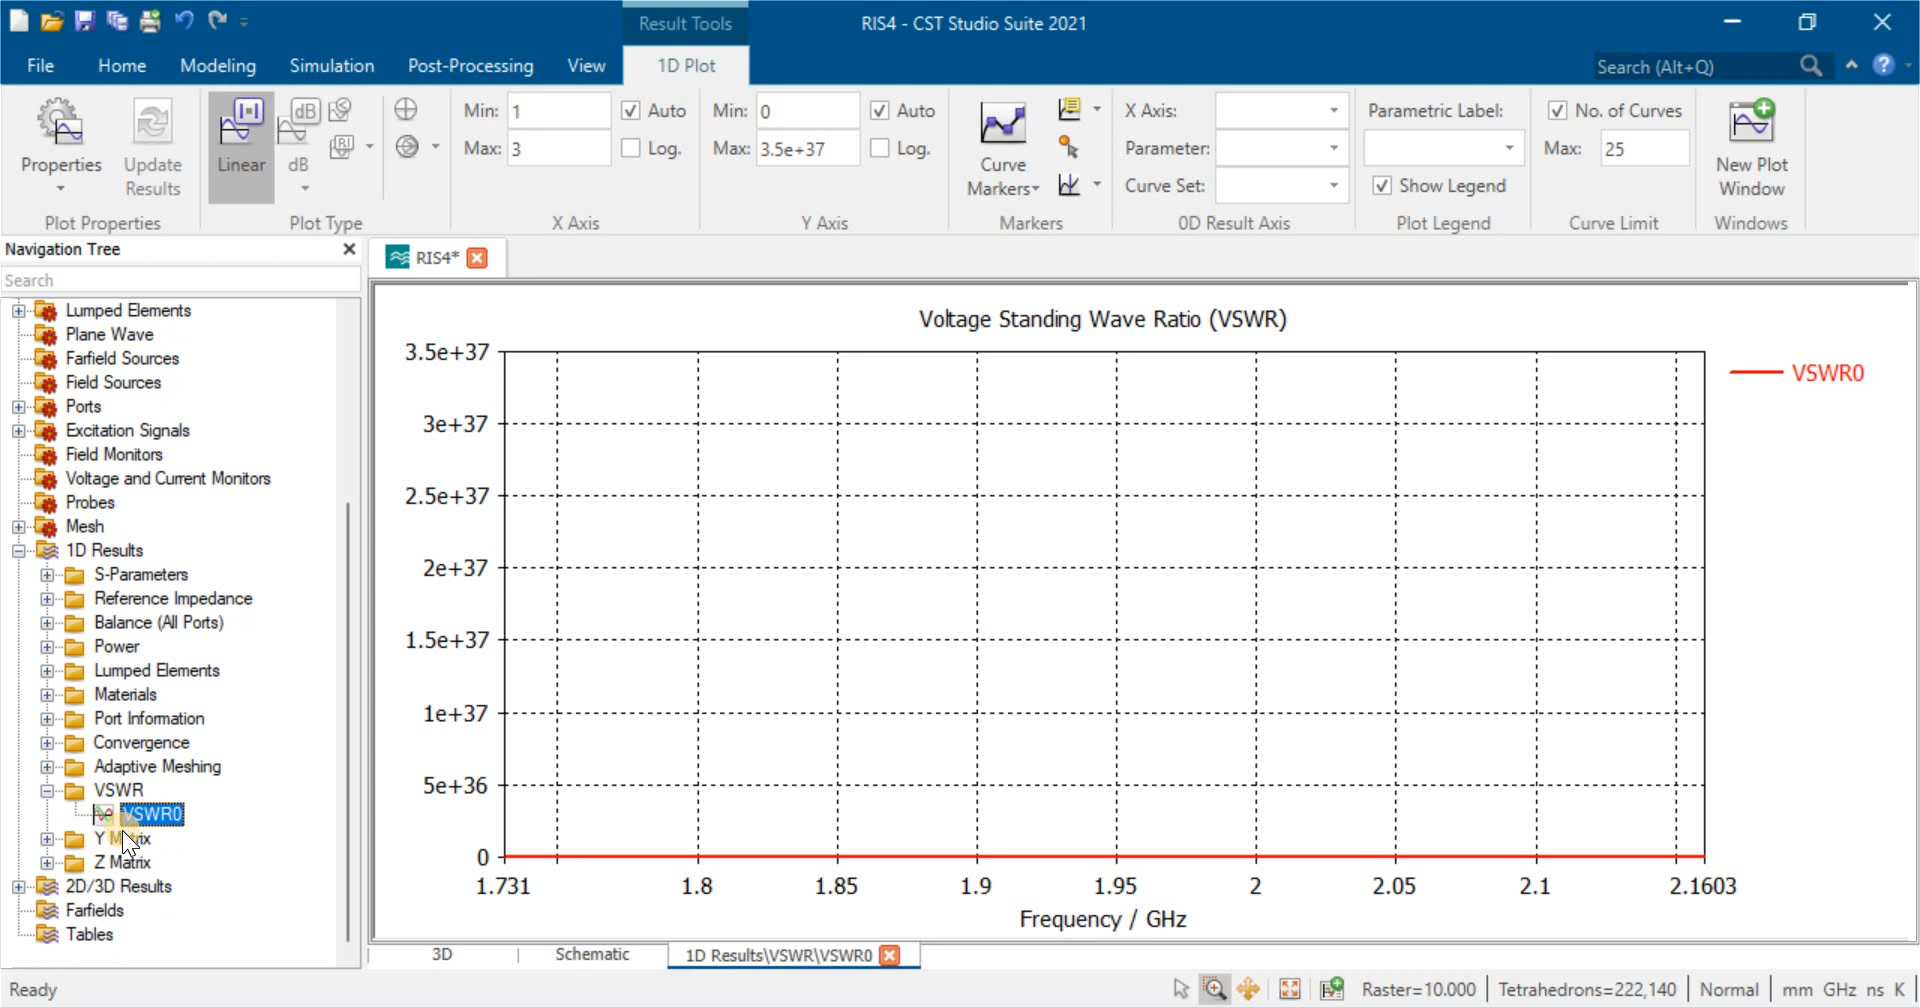 Result Tools
RIS4 - CST Studio Suite 2021
File Home Modeling Simulation Post-Processing View 1D Plot
Search (Alt+Q)
Properties
Update Results
Plot Properties
Linear
dB
dB
Plot Type
Min: 1 Auto
Max: 3 Log.
X Axis
Min: 0 Auto
Max: 3.5e+37 Log.
Y Axis
Curve Markers
Markers
X Axis:
Parameter:
Curve Set:
0D Result Axis
Parametric Label:
Show Legend
Plot Legend
No. of Curves
Max: 25
Curve Limit
New Plot Window
Windows
Navigation Tree
Search
Lumped Elements
Plane Wave
Farfield Sources
Field Sources
Ports
Excitation Signals
Field Monitors
Voltage and Current Monitors
Probes
Mesh
1D Results
S-Parameters
Reference Impedance
Balance (All Ports)
Power
Lumped Elements
Materials
Port Information
Convergence
Adaptive Meshing
VSWR
VSWR0
Y Matrix
Z Matrix
2D/3D Results
Farfields
Tables
RIS4*
Voltage Standing Wave Ratio (VSWR)
3.5e+37
3e+37
2.5e+37
2e+37
1.5e+37
1e+37
5e+36
0
1.731 1.8 1.85 1.9 1.95 2 2.05 2.1 2.1603
Frequency / GHz
VSWR0
3D Schematic 1D Results\VSWR\VSWR0
Ready
Raster=10.000 Tetrahedrons=222,140 Normal mm GHz ns K